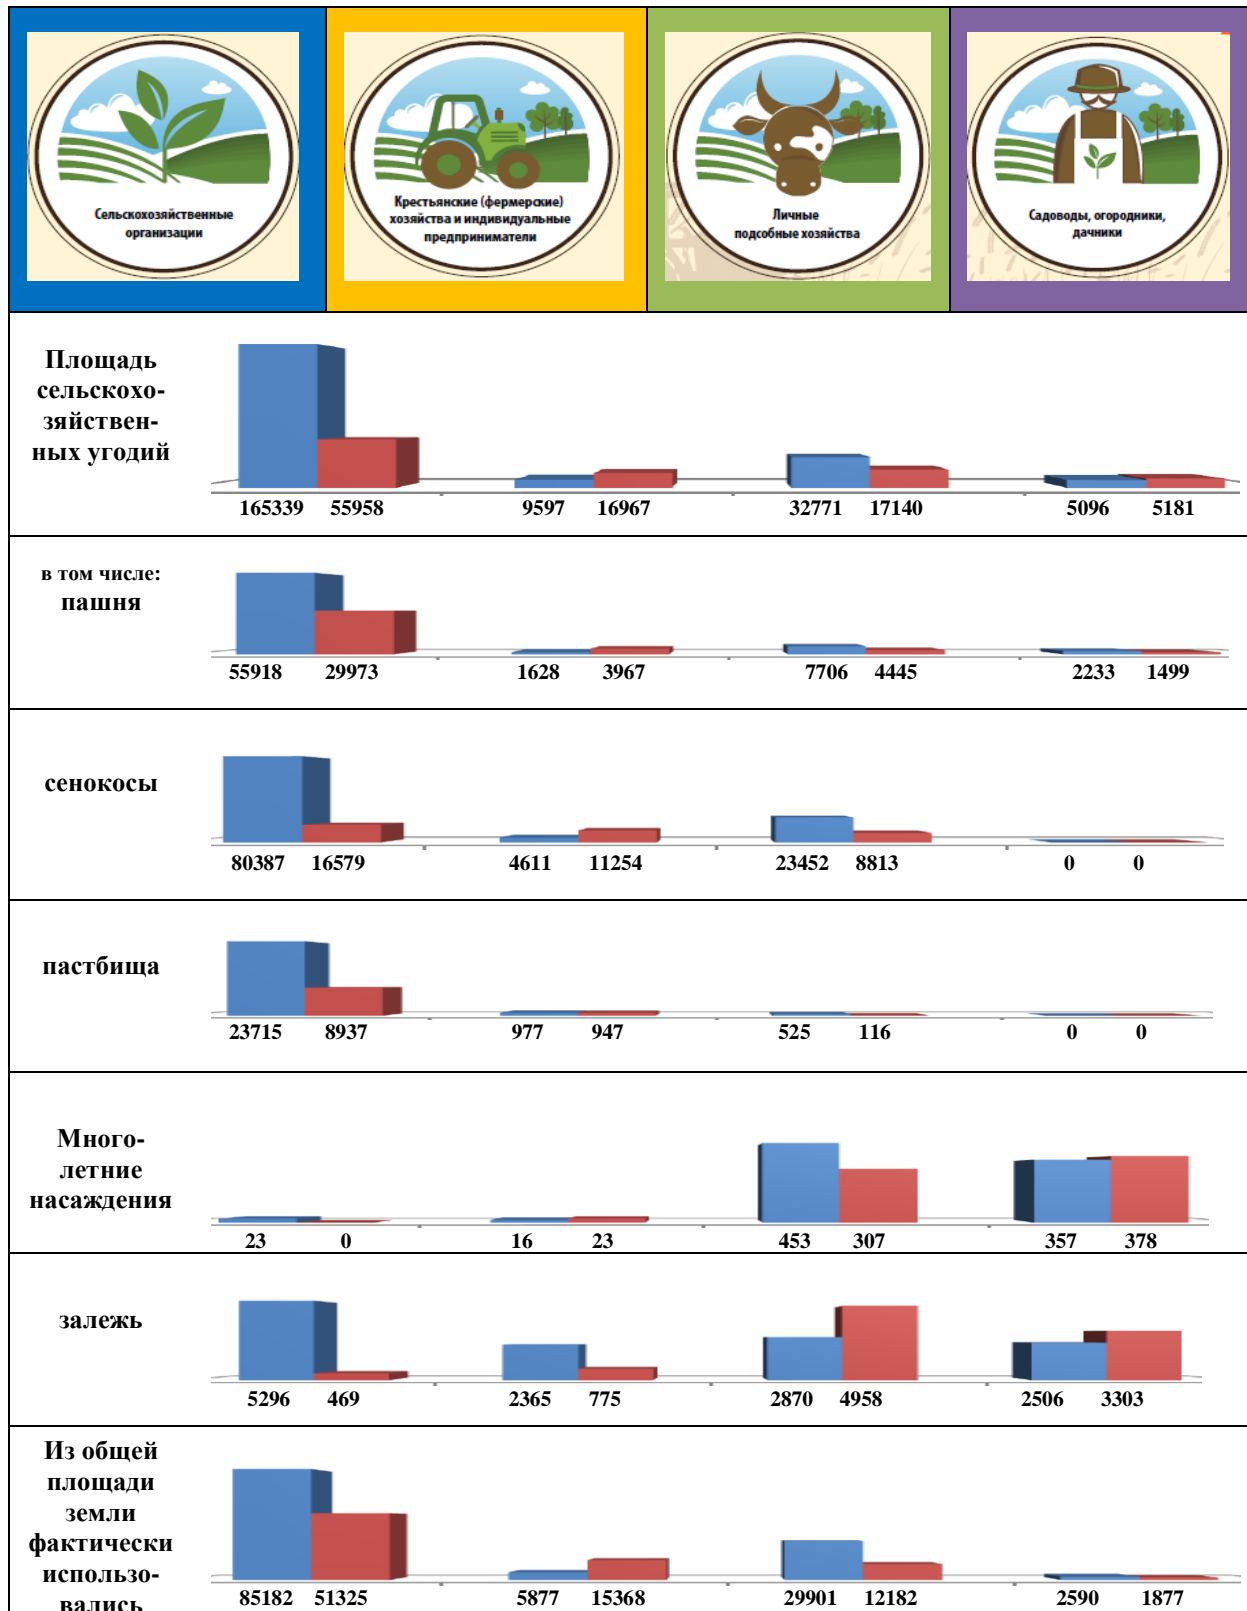 Сельскохозяйственные
организации
Крестьянские (фермерские)
хозяйства и индивидуальные
предприниматели
Личные
подсобные хозяйства
Садоводы, огородники,
дачники
Площадь
сельскохо-
зяйствен-
ных угодий
165339 55958 9597 16967 32771 17140 5096 5181
в том числе:
пашня
55918 29973 1628 3967 7706 4445 2233 1499
сенокосы
80387 16579 4611 11254 23452 8813 0 0
пастбища
23715 8937 977 947 525 116 0 0
Много-
летние
насаждения
23 0 16 23 453 307 357 378
залежь
5296 469 2365 775 2870 4958 2506 3303
Из общей
площади
земли
фактически
использо-
вались
85182 51325 5877 15368 29901 12182 2590 1877